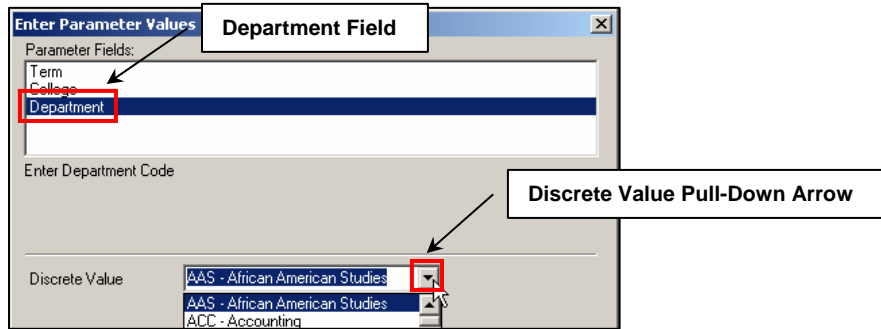 Enter Parameter Values
Department Field
Parameter Fields:
Term
College
Department
Enter Department Code
Discrete Value Pull-Down Arrow
Discrete Value
AAS - African American Studies
AAS - African American Studies
ACC - Accounting